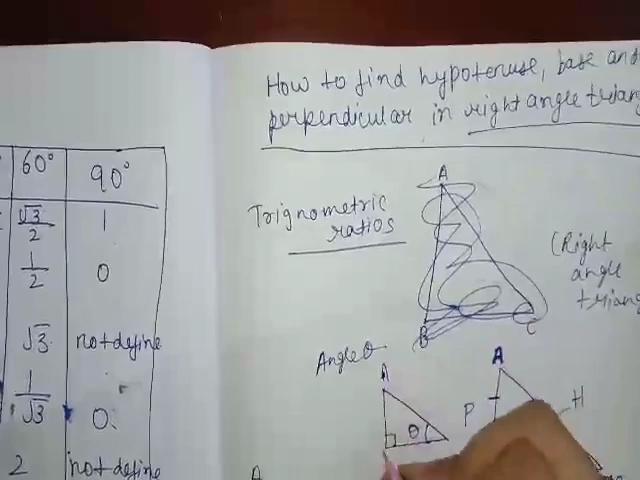 60° 90°
√3/2 1
1/2 0
√3 not define
1/√3 0
2 not define
How to find hypotenuse, base and
perpendicular in right angle triang
Trignometric
ratios
A
B
C
(Right
angle
triang
Angle θ
A
θ
A
P
H
A